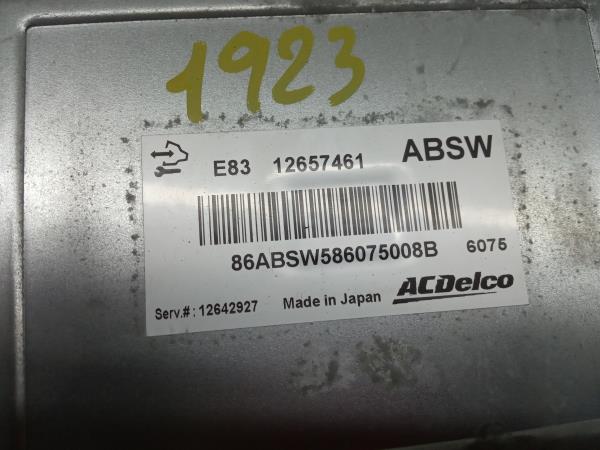 1923
E83 12657461 ABSW
86ABSW586075008B 6075
Serv.#: 12642927 Made in Japan ACDelco